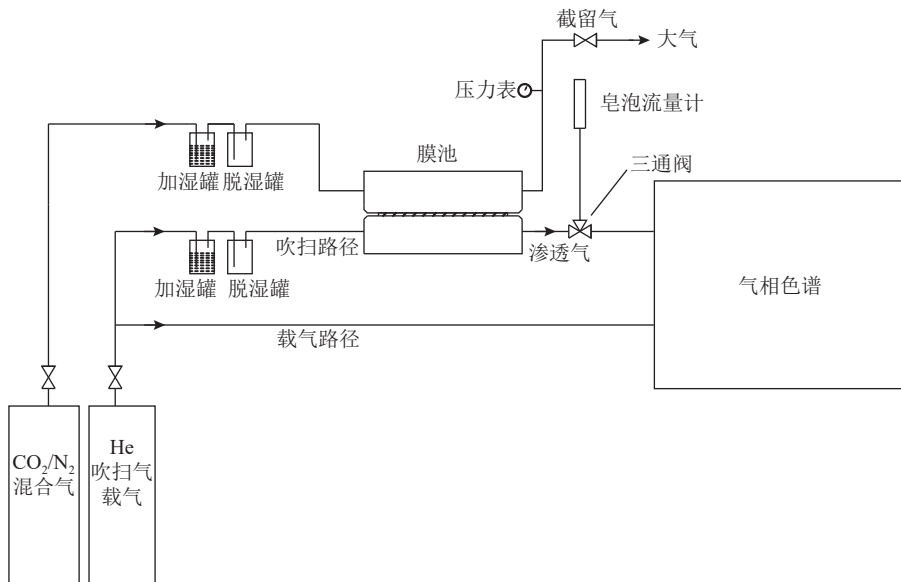 截留气
大气
压力表
皂泡流量计
膜池
三通阀
加湿罐
脱湿罐
吹扫路径
渗透气
气相色谱
加湿罐
脱湿罐
载气路径
CO₂/N₂
混合气
He
吹扫气
载气